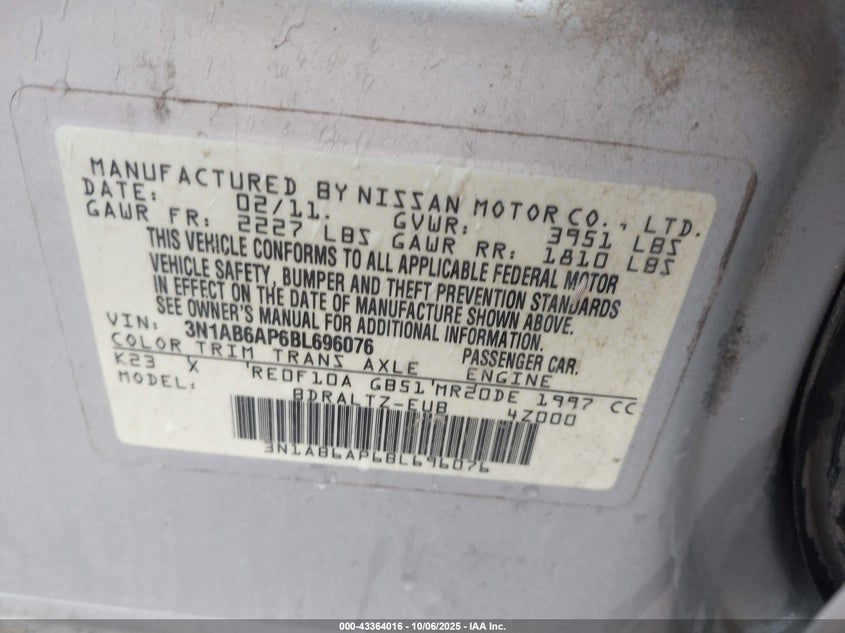 MANUFACTURED BY NISSAN MOTOR CO., LTD.
DATE: 02/11. GVWR: 3951 LBS
GAWR FR: 2227 LBS GAWR RR: 1810 LBS
THIS VEHICLE CONFORMS TO ALL APPLICABLE FEDERAL MOTOR
VEHICLE SAFETY, BUMPER AND THEFT PREVENTION STANDARDS
IN EFFECT ON THE DATE OF MANUFACTURE SHOWN ABOVE.
SEE OWNER'S MANUAL FOR ADDITIONAL INFORMATION.
VIN: 3N1AB6AP6BL696076 PASSENGER CAR.
COLOR TRIM TRANS AXLE ENGINE
K23 X RE0F10A GB51 MR20DE 1997 CC
MODEL: BDRALTZ-EUB 4Z000
3N1AB6AP6BL696076
000-43364016 - 10/06/2025 - IAA Inc.